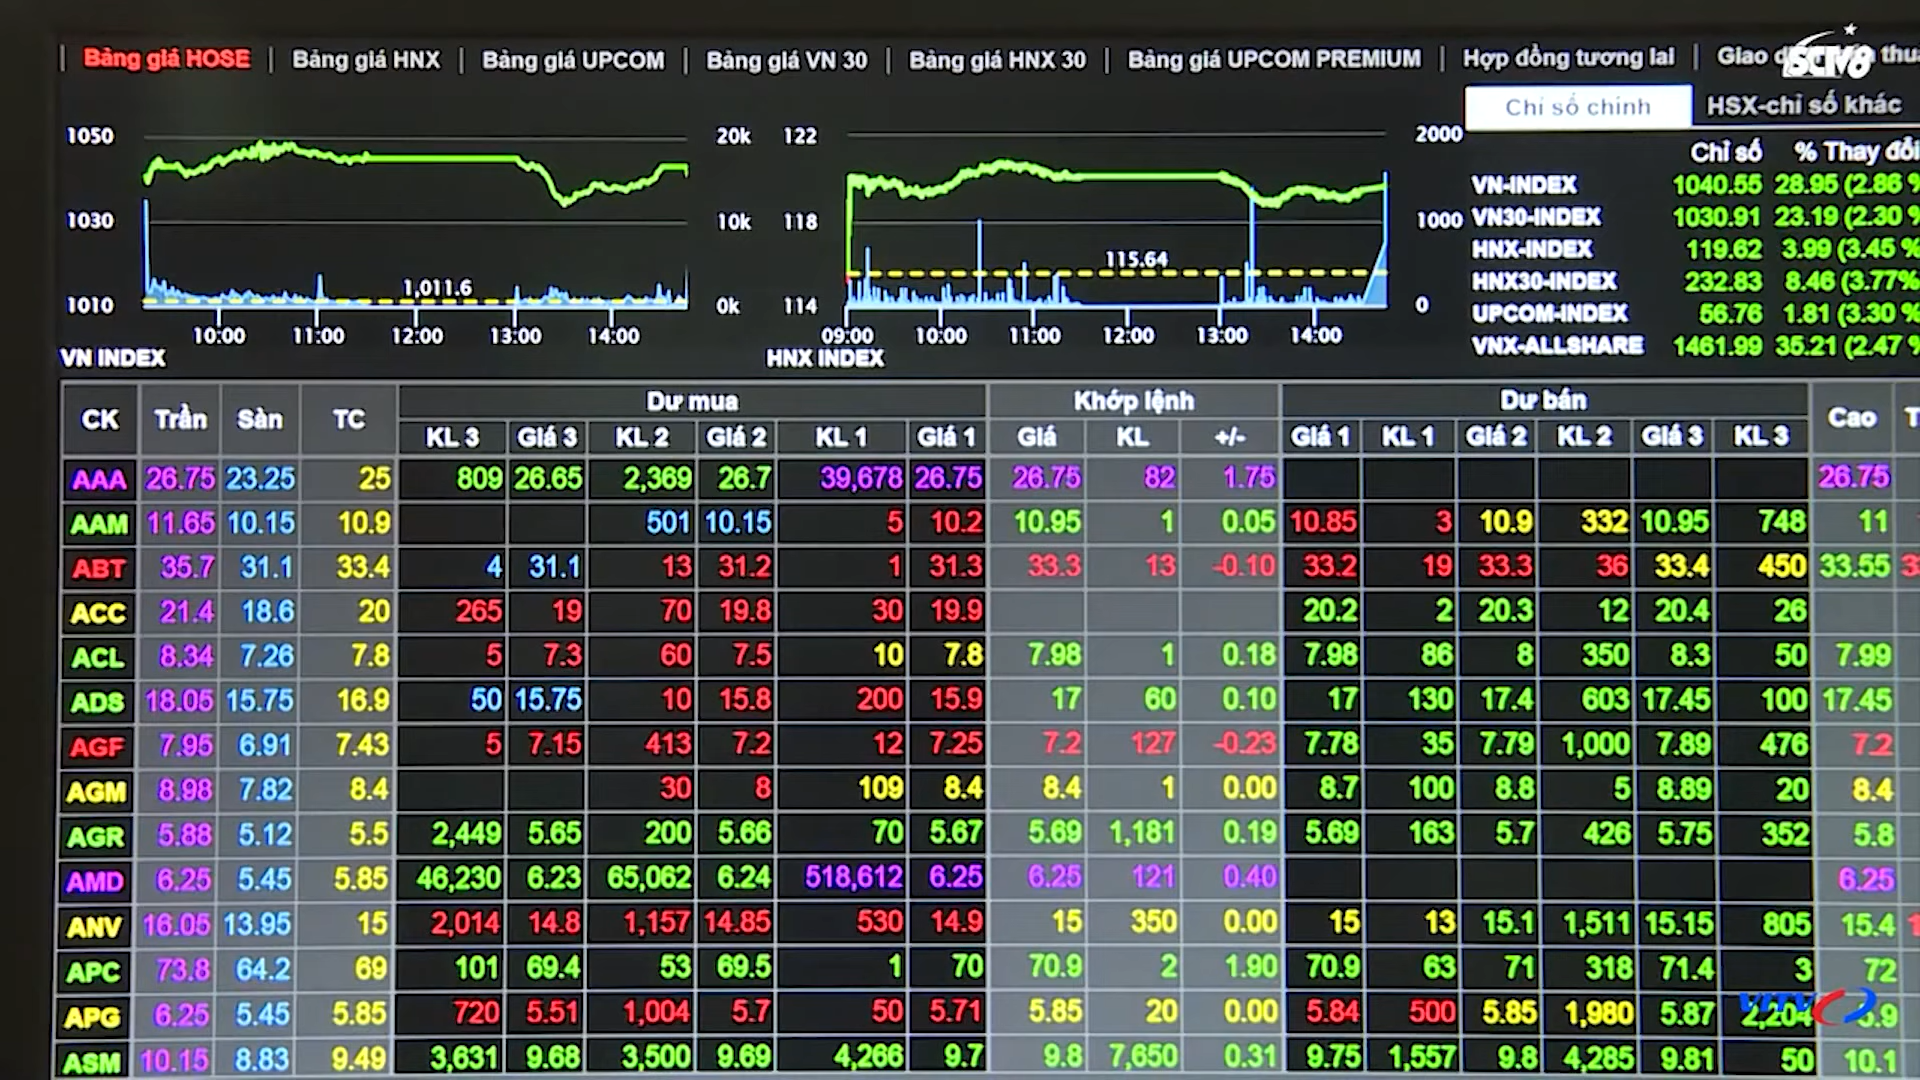 Bảng giá HOSE | Bảng giá HNX | Bảng giá UPCOM | Bảng giá VN 30 | Bảng giá HNX 30 | Bảng giá UPCOM PREMIUM | Hợp đồng tương lai | Giao
SCTV8
Chỉ số chính HSX-chỉ số khác
1050 20k 122 2000
Chỉ số % Thay đổi
VN-INDEX 1040.55 28.95 (2.86 %
VN30-INDEX 1030.91 23.19 (2.30 %
1030 10k 118 1000
HNX-INDEX 119.62 3.99 (3.45 %
115.64
HNX30-INDEX 232.83 8.46 (3.77%
1,011.6
1010 0k 114 0
UPCOM-INDEX 56.76 1.81 (3.30 %
10:00 11:00 12:00 13:00 14:00 09:00 10:00 11:00 12:00 13:00 14:00
VNX-ALLSHARE 1461.99 35.21 (2.47 %
VN INDEX HNX INDEX
CK Trần Sàn TC Dư mua Khớp lệnh Dư bán Cao
KL 3 Giá 3 KL 2 Giá 2 KL 1 Giá 1 Giá KL +/- Giá 1 KL 1 Giá 2 KL 2 Giá 3 KL 3
AAA 26.75 23.25 25 809 26.65 2,369 26.7 39,678 26.75 26.75 82 1.75 26.75
AAM 11.65 10.15 10.9 501 10.15 5 10.2 10.95 1 0.05 10.85 3 10.9 332 10.95 748 11
ABT 35.7 31.1 33.4 4 31.1 13 31.2 1 31.3 33.3 13 -0.10 33.2 19 33.3 36 33.4 450 33.55
ACC 21.4 18.6 20 265 19 70 19.8 30 19.9 20.2 2 20.3 12 20.4 26
ACL 8.34 7.26 7.8 5 7.3 60 7.5 10 7.8 7.98 1 0.18 7.98 86 8 350 8.3 50 7.99
ADS 18.05 15.75 16.9 50 15.75 10 15.8 200 15.9 17 60 0.10 17 130 17.4 603 17.45 100 17.45
AGF 7.95 6.91 7.43 5 7.15 413 7.2 12 7.25 7.2 127 -0.23 7.78 35 7.79 1,000 7.89 476 7.2
AGM 8.98 7.82 8.4 30 8 109 8.4 8.4 1 0.00 8.7 100 8.8 5 8.89 20 8.4
AGR 5.88 5.12 5.5 2,449 5.65 200 5.66 70 5.67 5.69 1,181 0.19 5.69 163 5.7 426 5.75 352 5.8
AMD 6.25 5.45 5.85 46,230 6.23 65,062 6.24 518,612 6.25 6.25 121 0.40 6.25
ANV 16.05 13.95 15 2,014 14.8 1,157 14.85 530 14.9 15 350 0.00 15 13 15.1 1,511 15.15 805 15.4
APC 73.8 64.2 69 101 69.4 53 69.5 1 70 70.9 2 1.90 70.9 63 71 318 71.4 3 72
APG 6.25 5.45 5.85 720 5.51 1,004 5.7 50 5.71 5.85 20 0.00 5.84 500 5.85 1,980 5.87 2,204 5.9
VITV
ASM 10.15 8.83 9.49 3,631 9.68 3,500 9.69 4,266 9.7 9.8 7,650 0.31 9.75 1,557 9.8 4,285 9.81 50 10.1